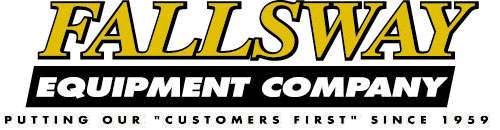 FALLSWAY
EQUIPMENT COMPANY
PUTTING OUR "CUSTOMERS FIRST" SINCE 1959